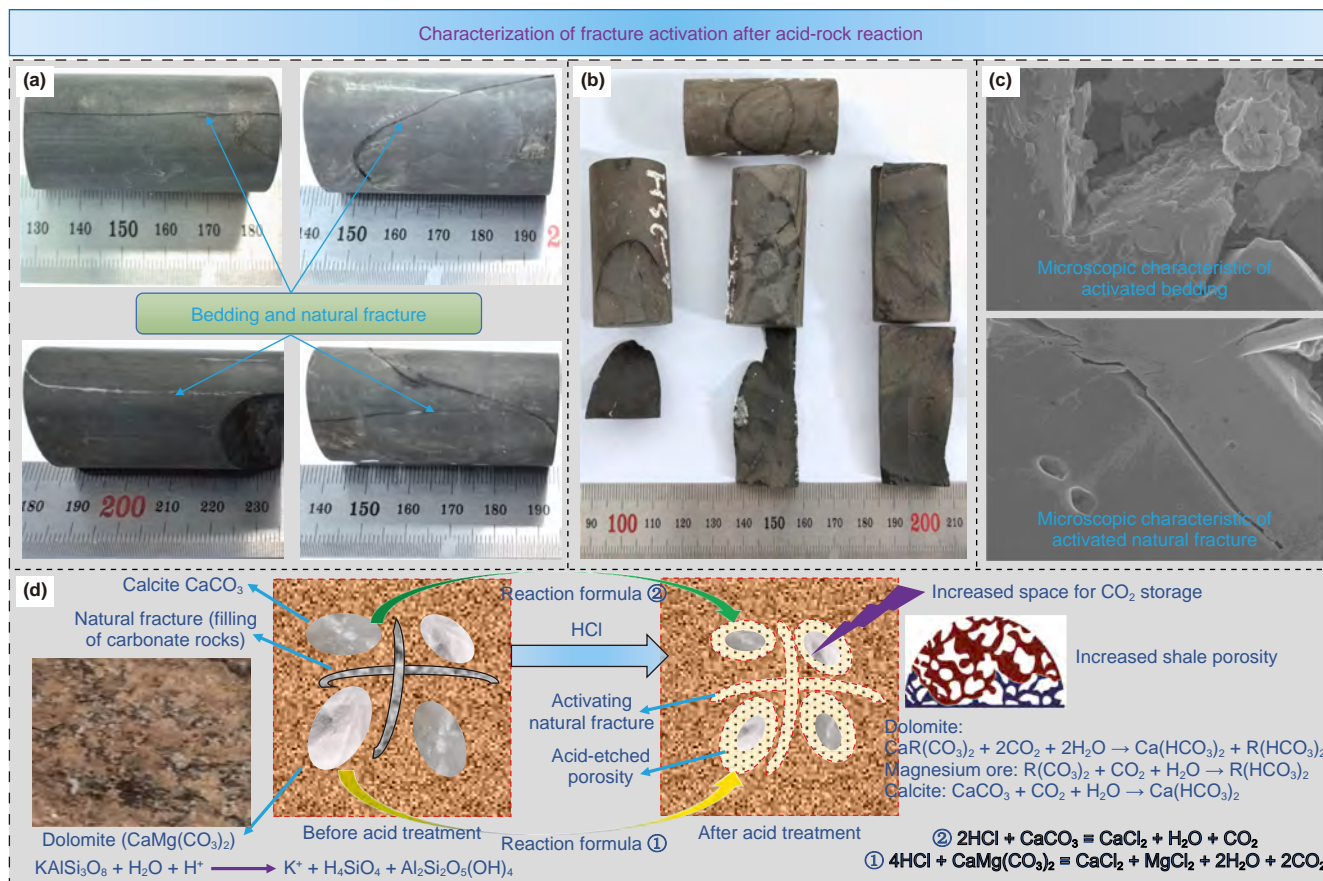 Characterization of fracture activation after acid-rock reaction
(a)
130 140 150 160 170 180
140 150 160 170 180 190 2
Bedding and natural fracture
180 190 200 210 220 230
140 150 160 170 180 190
(b)
HSC
90 100 110 120 130 140 150 160 170 180 190 200 210
(c)
Microscopic characteristic of
activated bedding
Microscopic characteristic of
activated natural fracture
(d)
Calcite CaCO₃
Natural fracture (filling
of carbonate rocks)
Dolomite (CaMg(CO₃)₂)
Before acid treatment
KAlSi₃O₈ + H₂O + H⁺ → K⁺ + H₄SiO₄ + Al₂Si₂O₅(OH)₄
Reaction formula ②
HCl
Activating
natural fracture
Acid-etched
porosity
Reaction formula ①
After acid treatment
Increased space for CO₂ storage
Increased shale porosity
Dolomite:
CaR(CO₃)₂ + 2CO₂ + 2H₂O → Ca(HCO₃)₂ + R(HCO₃)₂
Magnesium ore: R(CO₃)₂ + CO₂ + H₂O → R(HCO₃)₂
Calcite: CaCO₃ + CO₂ + H₂O → Ca(HCO₃)₂
② 2HCl + CaCO₃ = CaCl₂ + H₂O + CO₂
① 4HCl + CaMg(CO₃)₂ = CaCl₂ + MgCl₂ + 2H₂O + 2CO₂